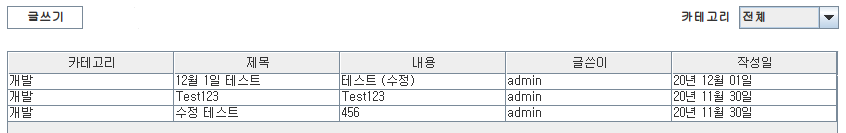 글쓰기 카테고리 전체
카테고리 제목 내용 글쓴이 작성일
개발 12월 1일 테스트 테스트 (수정) admin 20년 12월 01일
개발 Test123 Test123 admin 20년 11월 30일
개발 수정 테스트 456 admin 20년 11월 30일